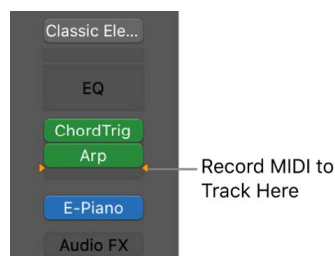 Classic Ele...
EQ
ChordTrig
Arp
Record MIDI to
Track Here
E-Piano
Audio FX